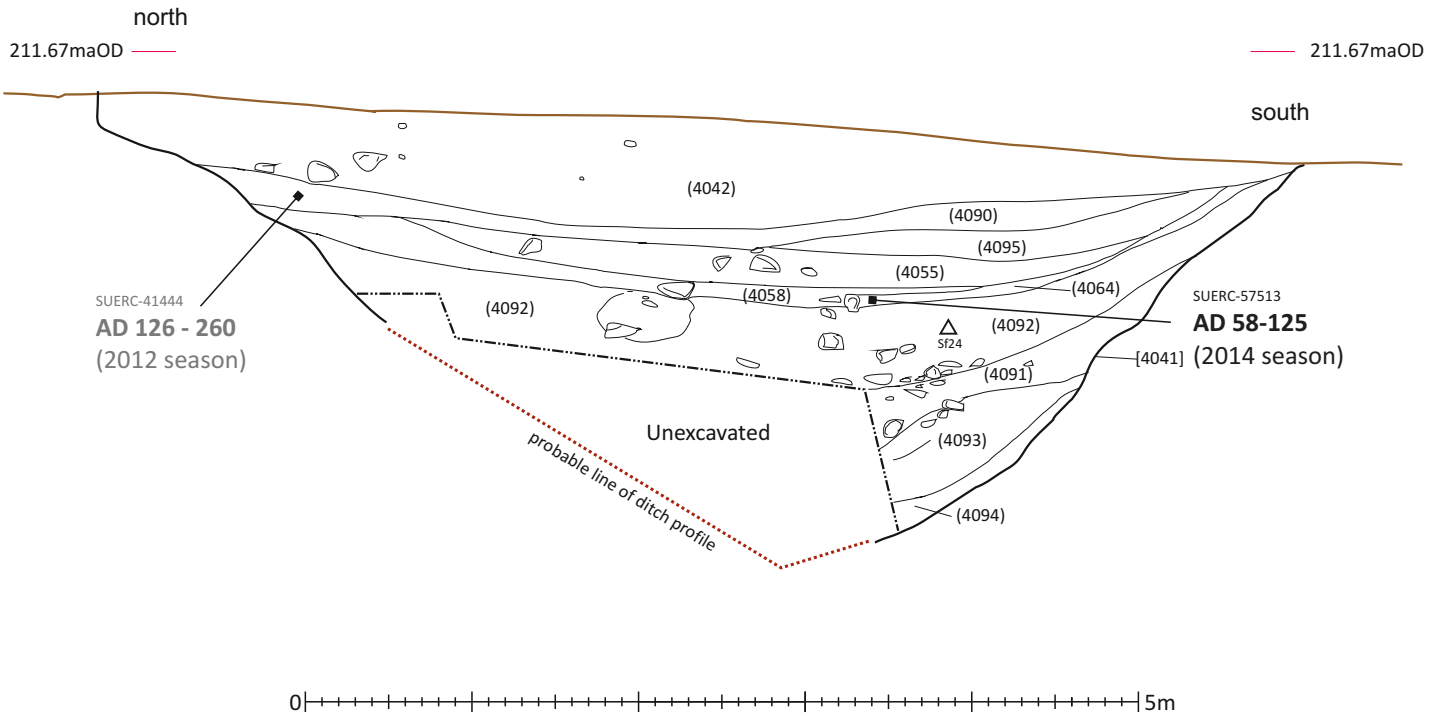 north
211.67maOD
211.67maOD
south
(4042)
(4090)
(4095)
(4055)
(4064)
(4058)
(4092)
(4092)
SUERC-41444
AD 126 - 260
(2012 season)
SUERC-57513
AD 58-125
(2014 season)
Sf24
[4041]
(4091)
Unexcavated
(4093)
probable line of ditch profile
(4094)
0
5m